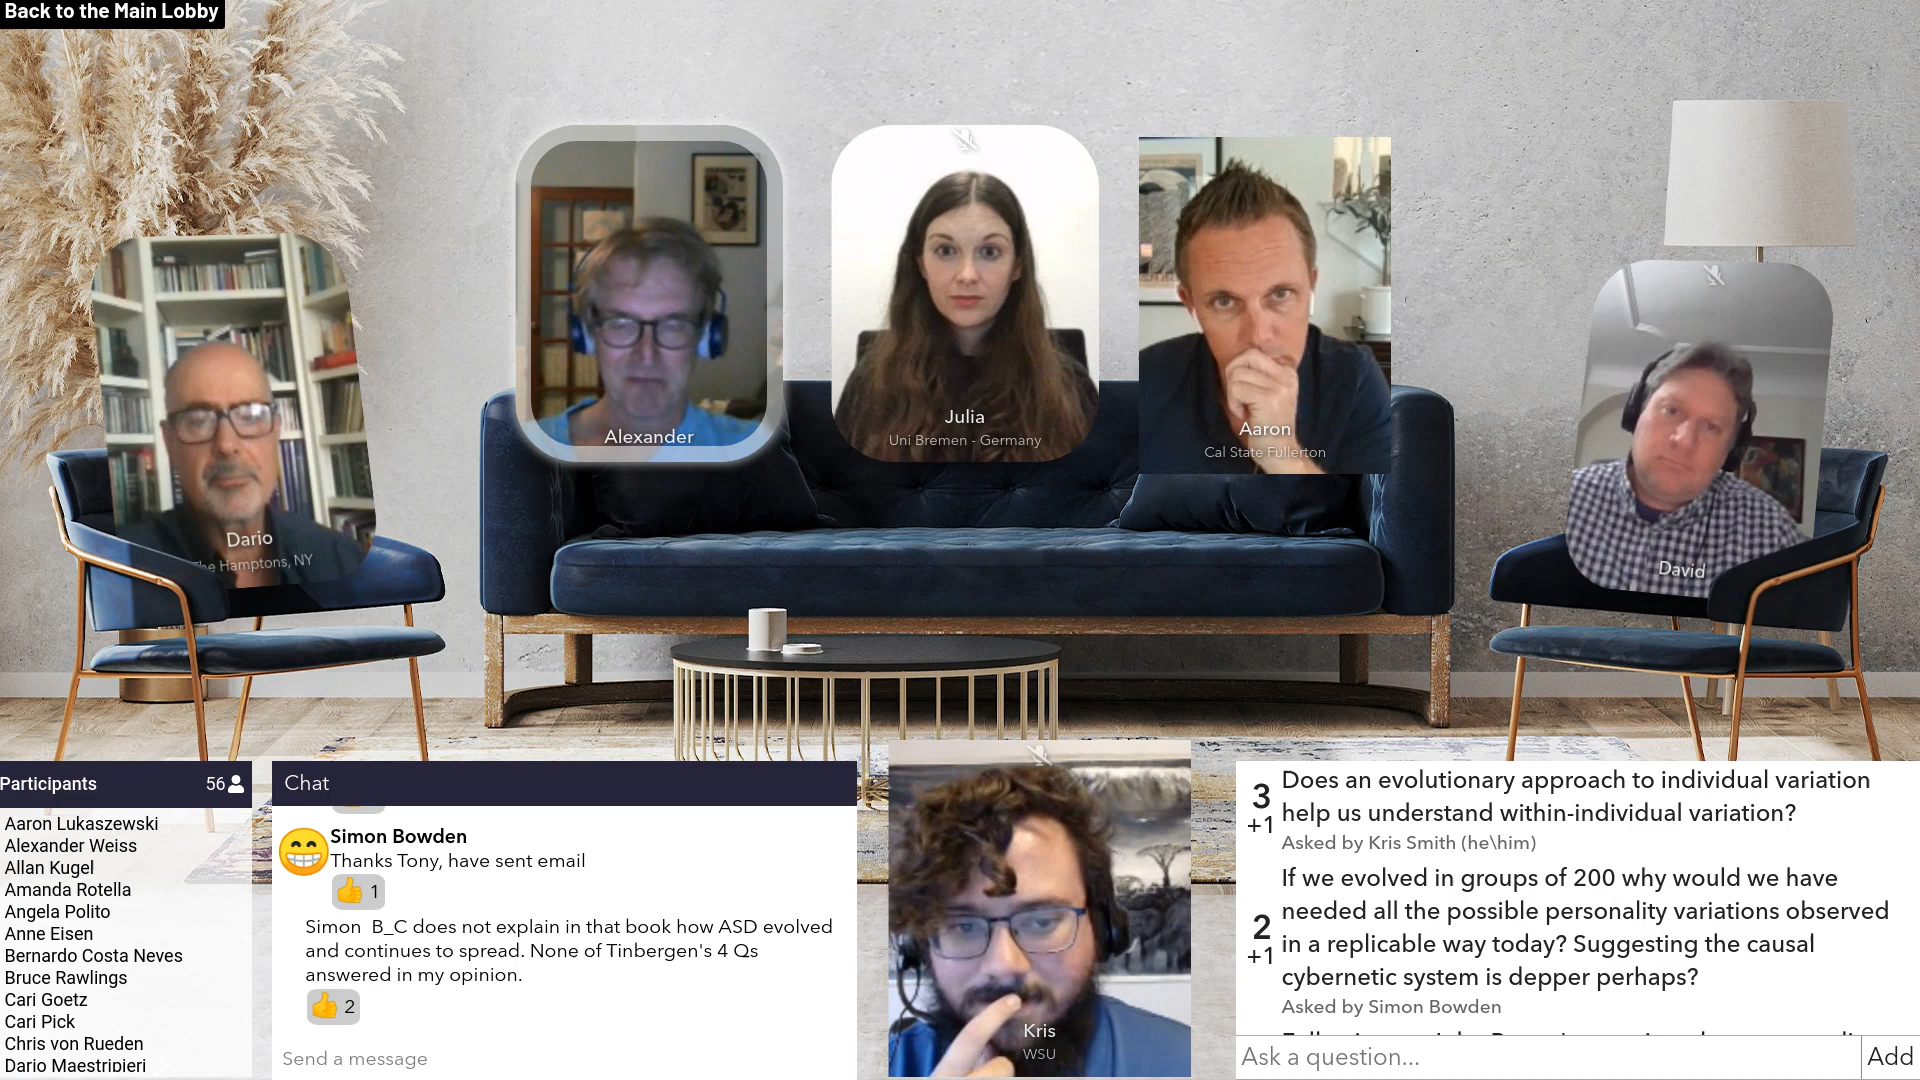 Back to the Main Lobby
Dario
The Hamptons, NY
Alexander
Julia
Uni Bremen - Germany
Aaron
Cal State Fullerton
David
Participants 56
Aaron Lukaszewski
Alexander Weiss
Allan Kugel
Amanda Rotella
Angela Polito
Anne Eisen
Bernardo Costa Neves
Bruce Rawlings
Cari Goetz
Cari Pick
Chris von Rueden
Dario Maestripieri
Chat
Simon Bowden
Thanks Tony, have sent email
1
Simon  B_C does not explain in that book how ASD evolved
and continues to spread. None of Tinbergen's 4 Qs
answered in my opinion.
2
Send a message
Kris
WSU
3
+1
Does an evolutionary approach to individual variation
help us understand within-individual variation?
Asked by Kris Smith (he\him)
2
+1
If we evolved in groups of 200 why would we have
needed all the possible personality variations observed
in a replicable way today? Suggesting the causal
cybernetic system is depper perhaps?
Asked by Simon Bowden
Ask a question...
Add